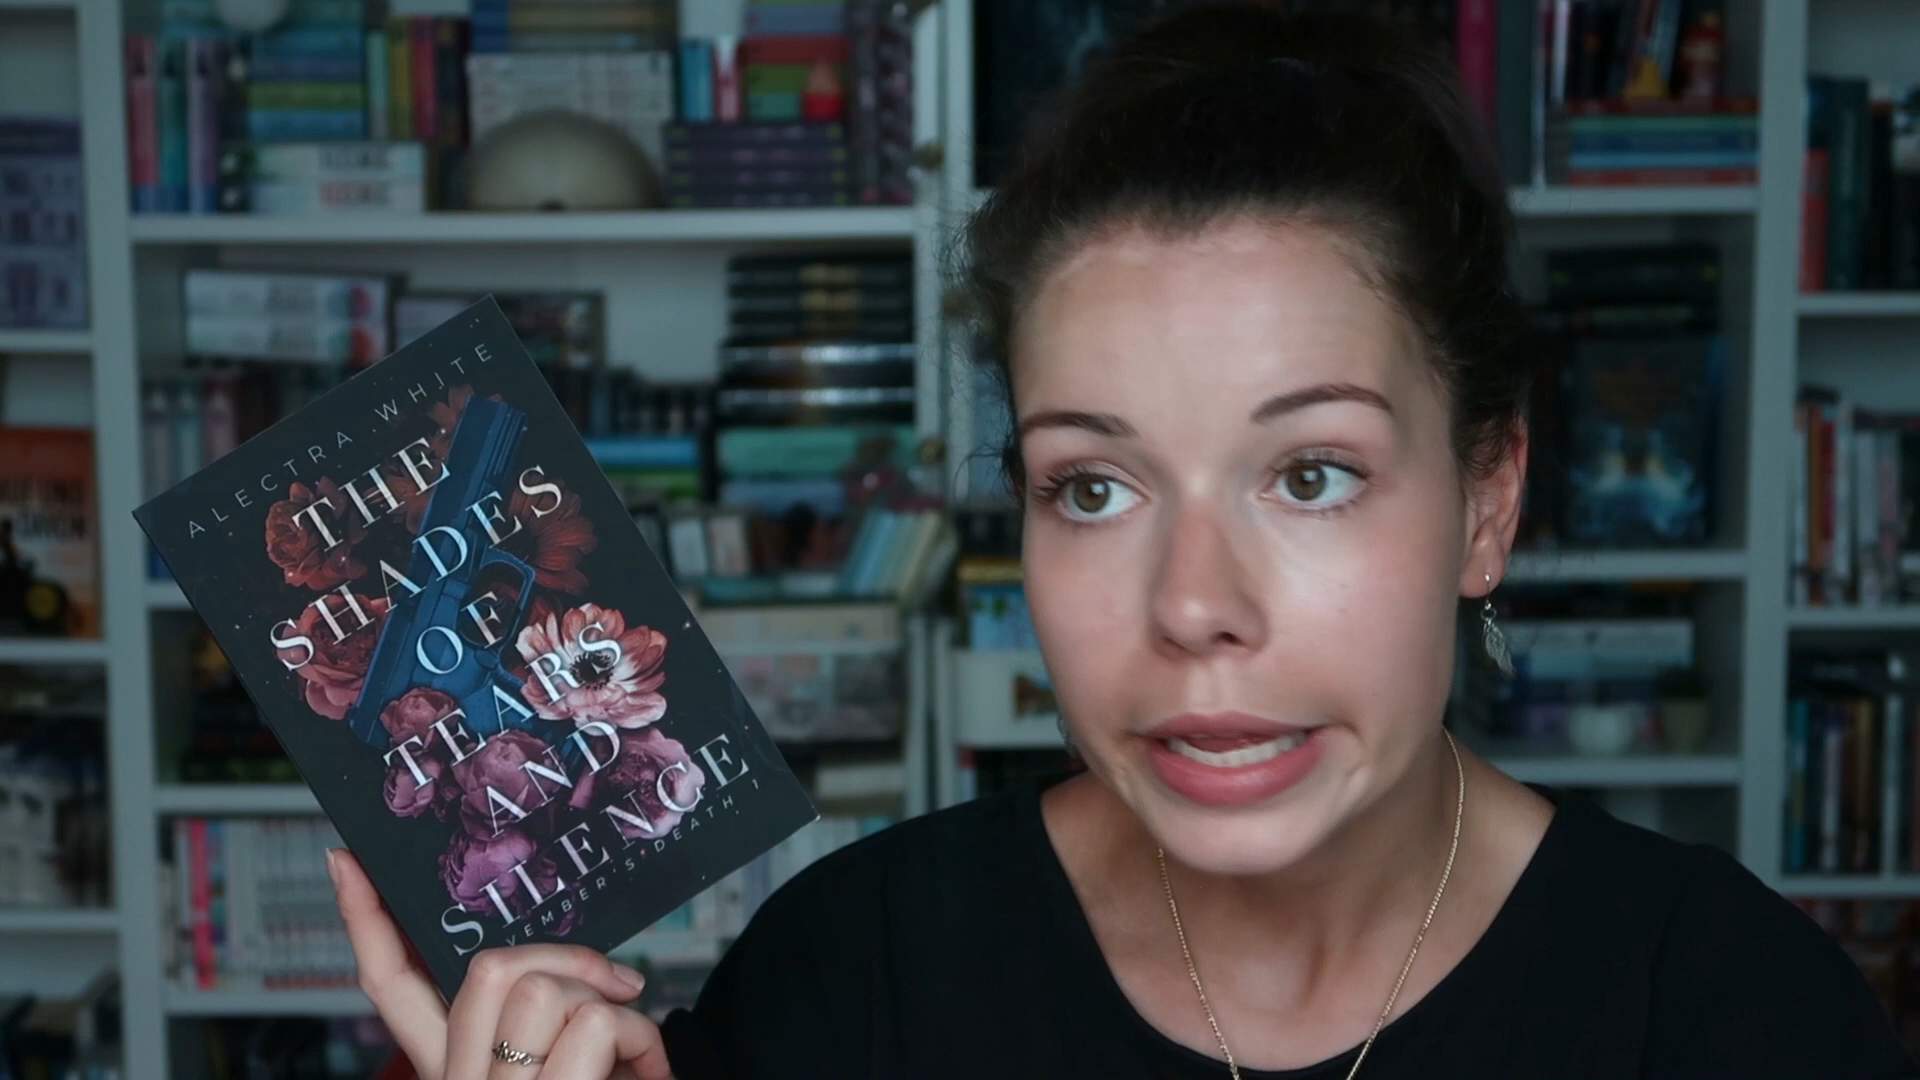 ALECTRA WHITE
THE
SHADES
OF
TEARS
AND
SILENCE
VEMBER'S DEATH 1